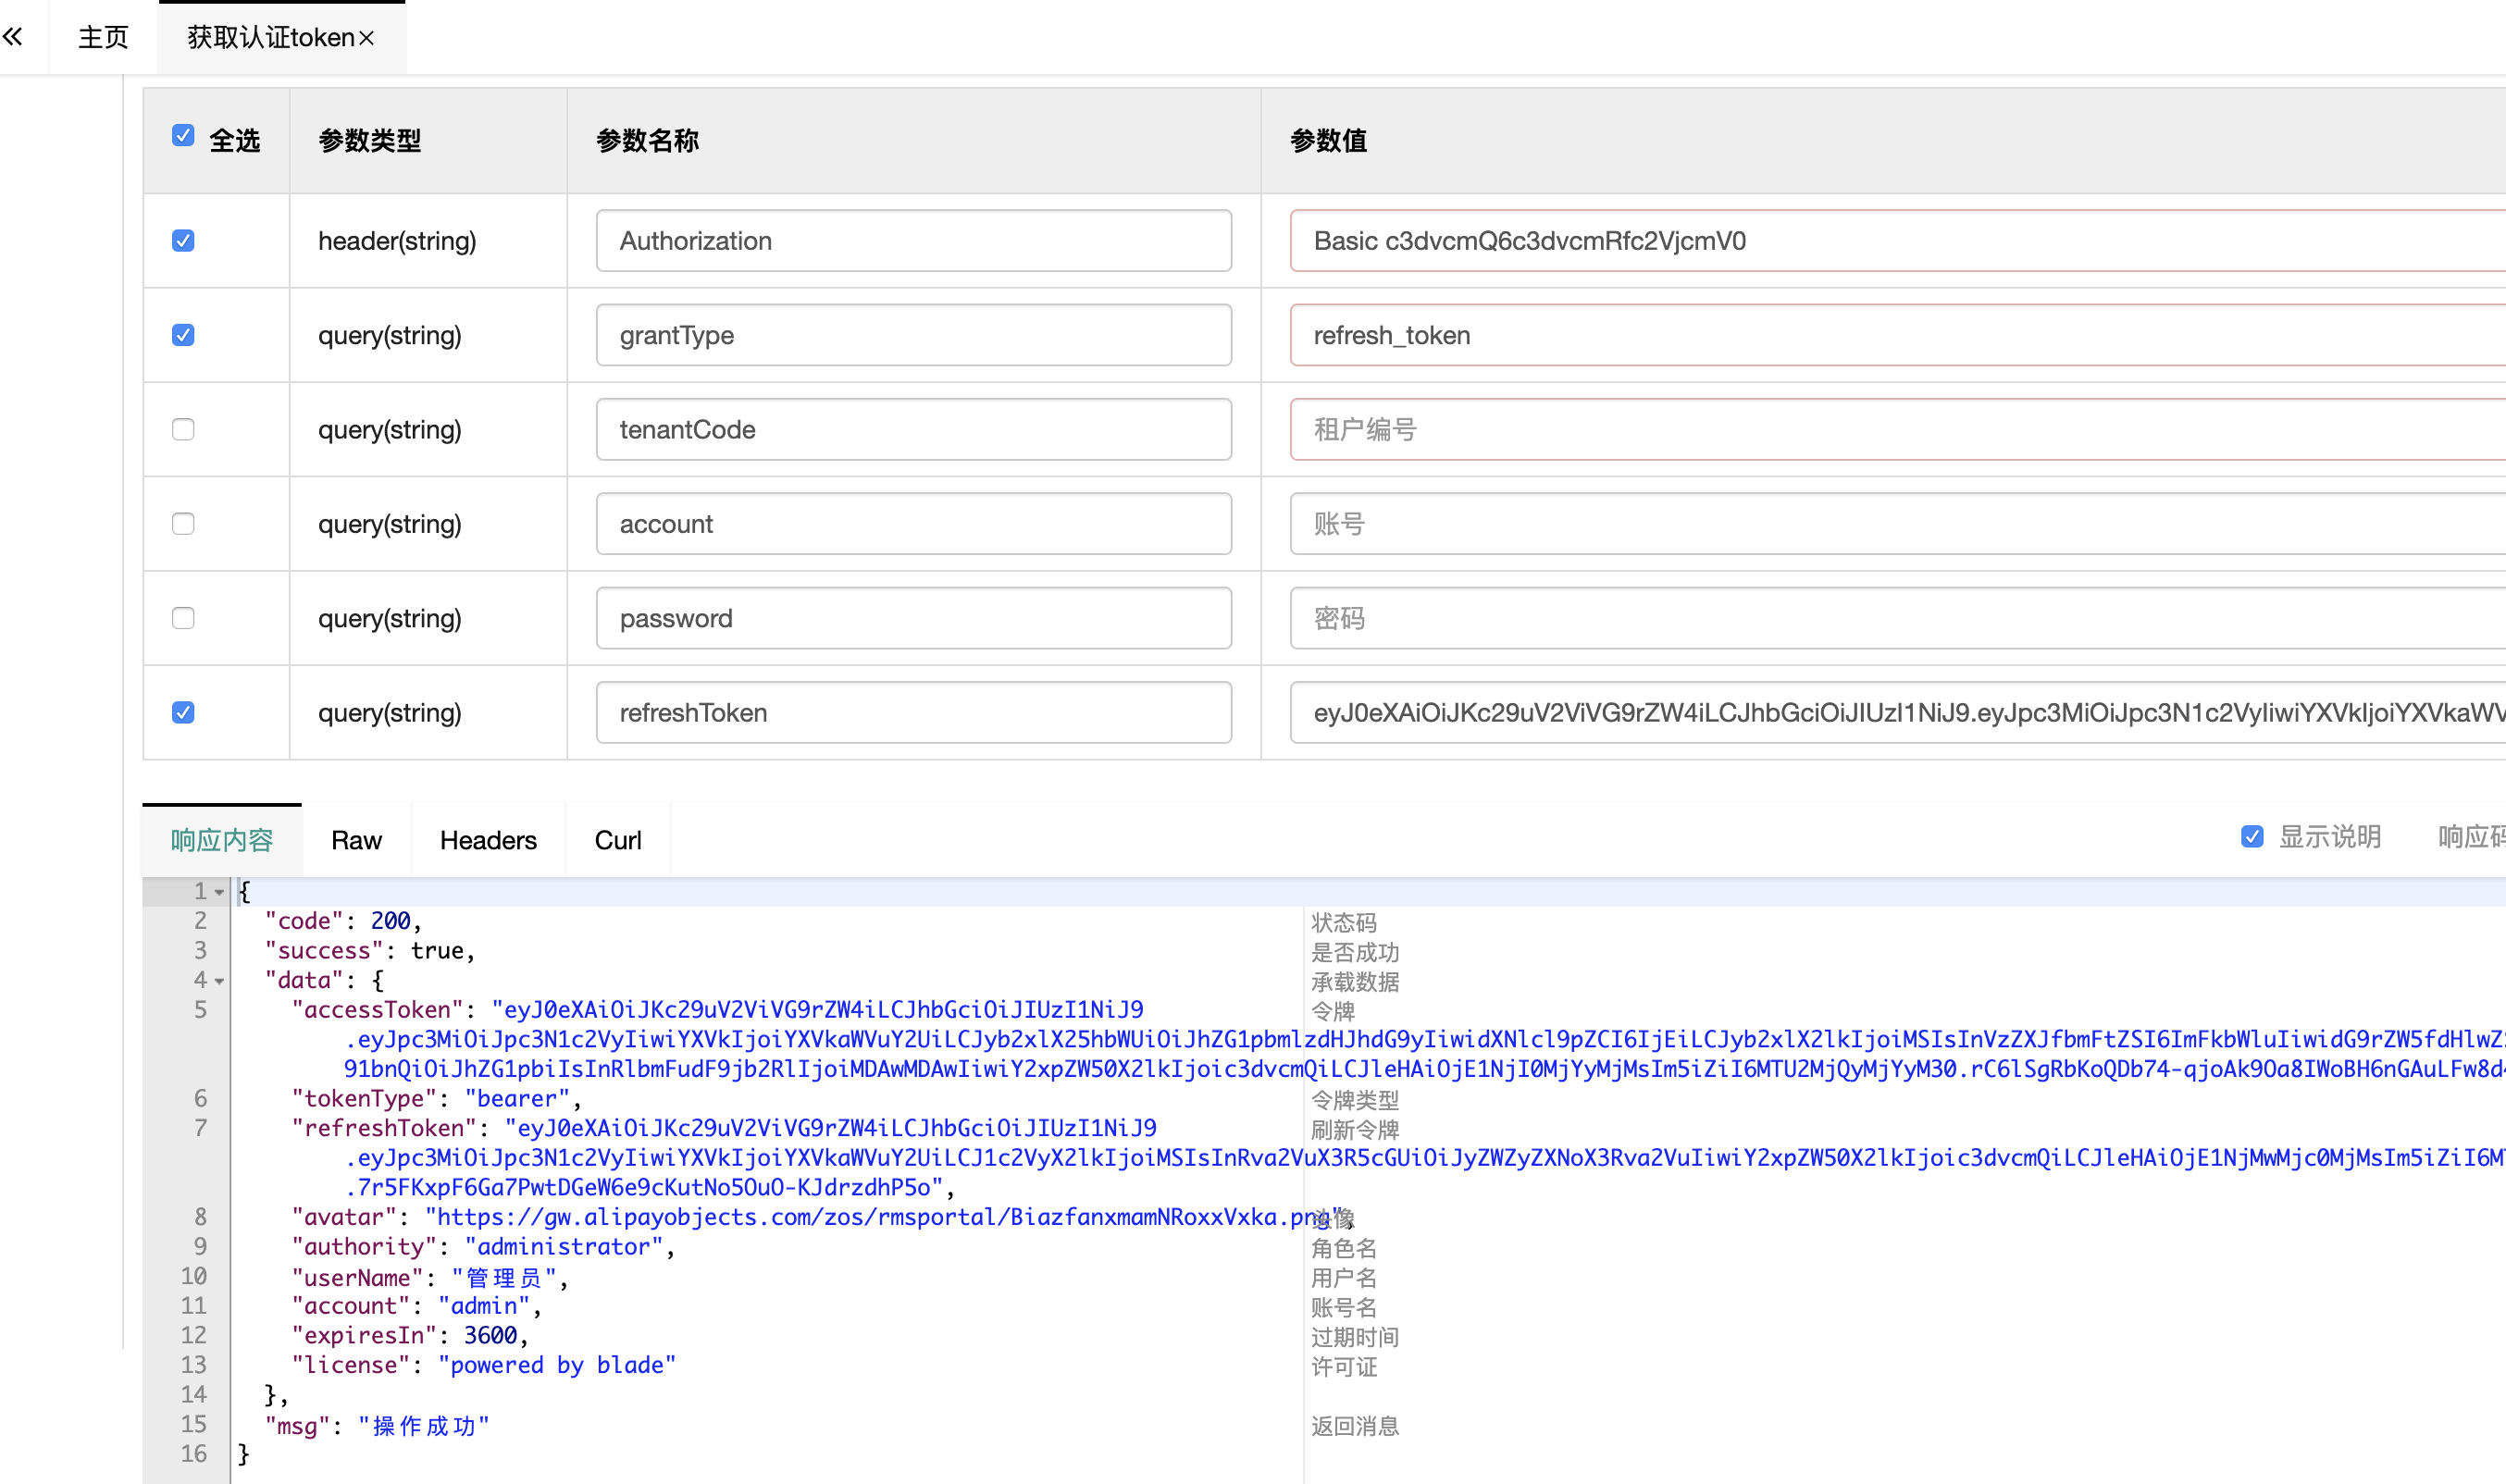 主页 获取认证token×
全选 参数类型 参数名称 参数值
header(string) Authorization Basic c3dvcmQ6c3dvcmRfc2VjcmV0
query(string) grantType refresh_token
query(string) tenantCode 租户编号
query(string) account 账号
query(string) password 密码
query(string) refreshToken eyJ0eXAiOiJKc29uV2ViVG9rZW4iLCJhbGciOiJIUzI1NiJ9.eyJpc3MiOiJpc3N1c2VyIiwiYXVkIjoiYXVkaWV
响应内容 Raw Headers Curl 显示说明 响应码
1 {
2 "code": 200, 状态码
3 "success": true, 是否成功
4 "data": { 承载数据
5 "accessToken": "eyJ0eXAiOiJKc29uV2ViVG9rZW4iLCJhbGciOiJIUzI1NiJ9 令牌
.eyJpc3MiOiJpc3N1c2VyIiwiYXVkIjoiYXVkaWVuY2UiLCJyb2xlX25hbWUiOiJhZG1pbmlzdHJhdG9yIiwidXNlcl9pZCI6IjEiLCJyb2xlX2lkIjoiMSIsInVzZXJfbmFtZSI6ImFkbWluIiwidG9rZW5fdHlwZS
91bnQiOiJhZG1pbiIsInRlbmFudF9jb2RlIjoiMDAwMDAwIiwiY2xpZW50X2lkIjoic3dvcmQiLCJleHAiOjE1NjI0MjYyMjMsIm5iZiI6MTU2MjQyMjYyM30.rC6lSgRbKoQDb74-qjoAk9Oa8IWoBH6nGAuLFw8d4
6 "tokenType": "bearer", 令牌类型
7 "refreshToken": "eyJ0eXAiOiJKc29uV2ViVG9rZW4iLCJhbGciOiJIUzI1NiJ9 刷新令牌
.eyJpc3MiOiJpc3N1c2VyIiwiYXVkIjoiYXVkaWVuY2UiLCJ1c2VyX2lkIjoiMSIsInRva2VuX3R5cGUiOiJyZWZyZXNoX3Rva2VuIiwiY2xpZW50X2lkIjoic3dvcmQiLCJleHAiOjE1NjMwMjc0MjMsIm5iZiI6MT
.7r5FKxpF6Ga7PwtDGeW6e9cKutNo5OuO-KJdrzdhP5o",
8 "avatar": "https://gw.alipayobjects.com/zos/rmsportal/BiazfanxmamNRoxxVxka.png", 头像
9 "authority": "administrator", 角色名
10 "userName": "管理员", 用户名
11 "account": "admin", 账号名
12 "expiresIn": 3600, 过期时间
13 "license": "powered by blade" 许可证
14 },
15 "msg": "操作成功" 返回消息
16 }